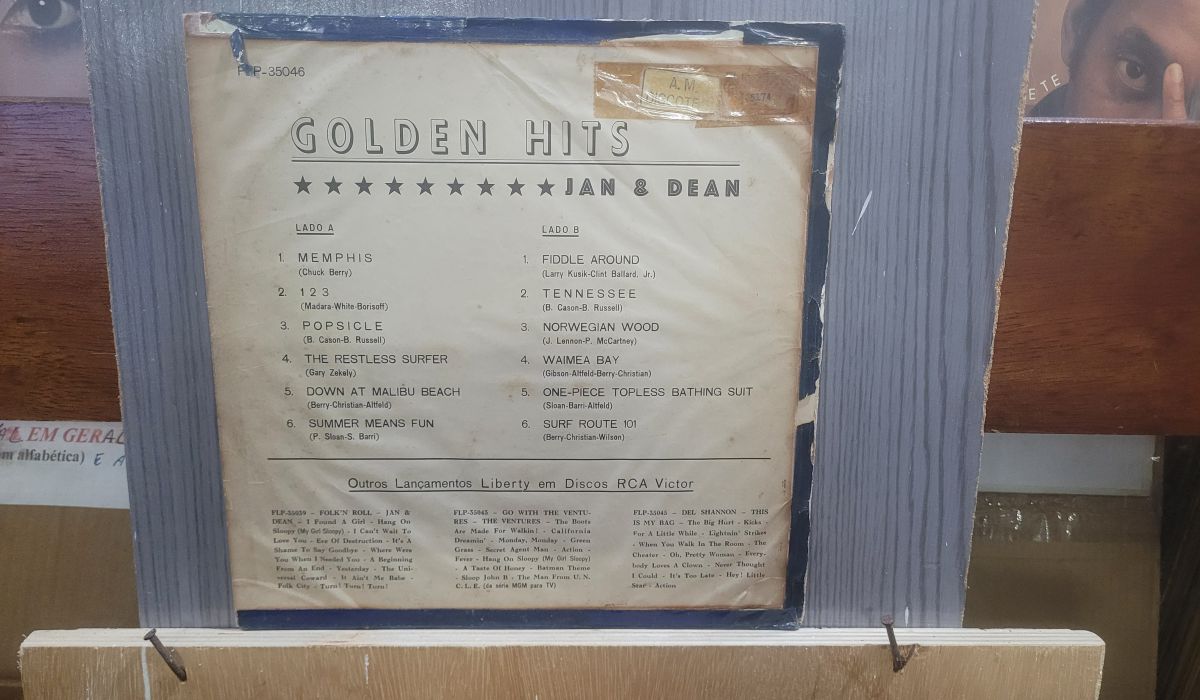 FLP-35046
A. M.
DISCOTE
GOLDEN HITS
JAN & DEAN
LADO A
1. MEMPHIS
(Chuck Berry)
2. 1 2 3
(Madara-White-Borisoff)
3. POPSICLE
(B. Cason-B. Russell)
4. THE RESTLESS SURFER
(Gary Zekely)
5. DOWN AT MALIBU BEACH
(Berry-Christian-Altfeld)
6. SUMMER MEANS FUN
(P. Sloan-S. Barri)
LADO B
1. FIDDLE AROUND
(Larry Kusik-Clint Ballard, Jr.)
2. TENNESSEE
(B. Cason-B. Russell)
3. NORWEGIAN WOOD
(J. Lennon-P. McCartney)
4. WAIMEA BAY
(Gibson-Altfeld-Berry-Christian)
5. ONE-PIECE TOPLESS BATHING SUIT
(Sloan-Barri-Altfeld)
6. SURF ROUTE 101
(Berry-Christian-Wilson)
Outros Lançamentos Liberty em Discos RCA Victor
FLP-35039 - FOLK'N ROLL - JAN &
DEAN - I Found A Girl - Hang On
Sloopy (My Girl Sloopy) - I Can't Wait To
Love You - Eve Of Destruction - It's A
Shame To Say Goodbye - Where Were
You When I Needed You - A Beginning
From An End - Yesterday - The Uni-
versal Coward - It Ain't Me Babe -
Folk City - Turn! Turn! Turn!
FLP-35043 - GO WITH THE VENTU-
RES - THE VENTURES - The Boots
Are Made For Walkin! - California
Dreamin' - Monday, Monday - Green
Grass - Secret Agent Man - Action -
Fever - Hang On Sloopy (My Girl Sloopy)
- A Taste Of Honey - Batman Theme
- Sloop John B - The Man From U. N.
C. L. E. (da série MGM para TV)
FLP-35045 - DEL SHANNON - THIS
IS MY BAG - The Big Hurt - Kicks -
For A Little While - Lightnin' Strikes
- When You Walk In The Room - The
Cheater - Oh, Pretty Woman - Every-
body Loves A Clown - Never Thought
I Could - It's Too Late - Hey! Little
Star - Action
EM GERAL
m alfabética) E A
ETE